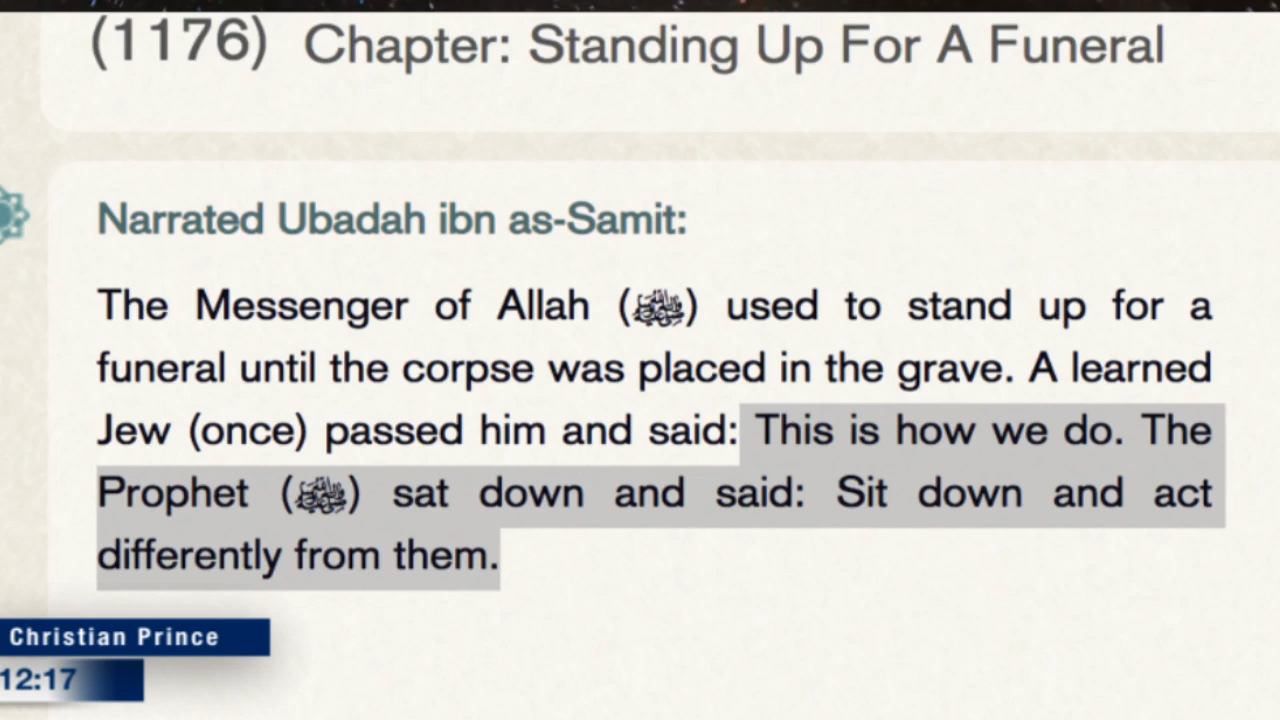 (1176) Chapter: Standing Up For A Funeral
Narrated Ubadah ibn as-Samit:
The Messenger of Allah (ﷺ) used to stand up for a
funeral until the corpse was placed in the grave. A learned
Jew (once) passed him and said: This is how we do. The
Prophet (ﷺ) sat down and said: Sit down and act
differently from them.
Christian Prince
12:17